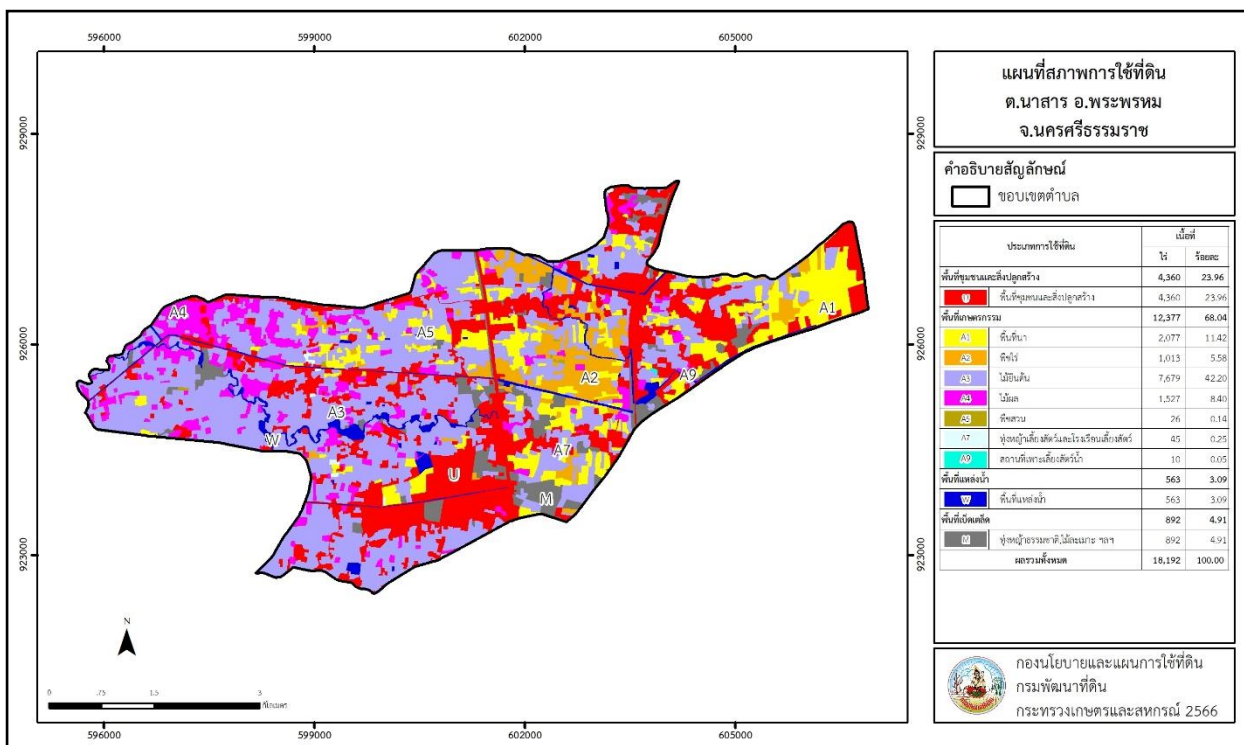 596000 599000 602000 605000
929000 929000
926000 926000
923000 923000
596000 599000 602000 605000
A4
A5
A1
A2
A9
A3
W
A7
U
M
N
0 .75 1.5 3
กิโลเมตร
แผนที่สภาพการใช้ที่ดิน
ต.นาสาร อ.พระพรหม
จ.นครศรีธรรมราช
คำอธิบายสัญลักษณ์
ขอบเขตตำบล
ประเภทการใช้ที่ดิน เนื้อที่
ไร่ ร้อยละ
พื้นที่ชุมชนและสิ่งปลูกสร้าง 4,360 23.96
U พื้นที่ชุมชนและสิ่งปลูกสร้าง 4,360 23.96
พื้นที่เกษตรกรรม 12,377 68.04
A1 พื้นที่นา 2,077 11.42
A2 พืชไร่ 1,013 5.58
A3 ไม้ยืนต้น 7,679 42.20
A4 ไม้ผล 1,527 8.40
A5 พืชสวน 26 0.14
A7 ทุ่งหญ้าเลี้ยงสัตว์และโรงเรือนเลี้ยงสัตว์ 45 0.25
A9 สถานที่เพาะเลี้ยงสัตว์น้ำ 10 0.05
พื้นที่แหล่งน้ำ 563 3.09
W พื้นที่แหล่งน้ำ 563 3.09
พื้นที่เบ็ดเตล็ด 892 4.91
M ทุ่งหญ้าธรรมชาติ,ไม้ละเมาะ ฯลฯ 892 4.91
ผลรวมทั้งหมด 18,192 100.00
กองนโยบายและแผนการใช้ที่ดิน
กรมพัฒนาที่ดิน
กระทรวงเกษตรและสหกรณ์ 2566